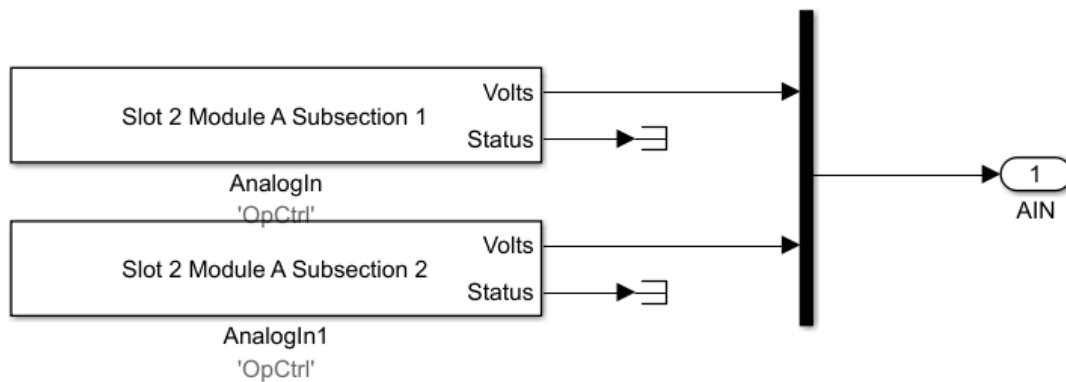 Slot 2 Module A Subsection 1
Volts
Status
AnalogIn
'OpCtrl'
Slot 2 Module A Subsection 2
Volts
Status
AnalogIn1
'OpCtrl'
1
AIN